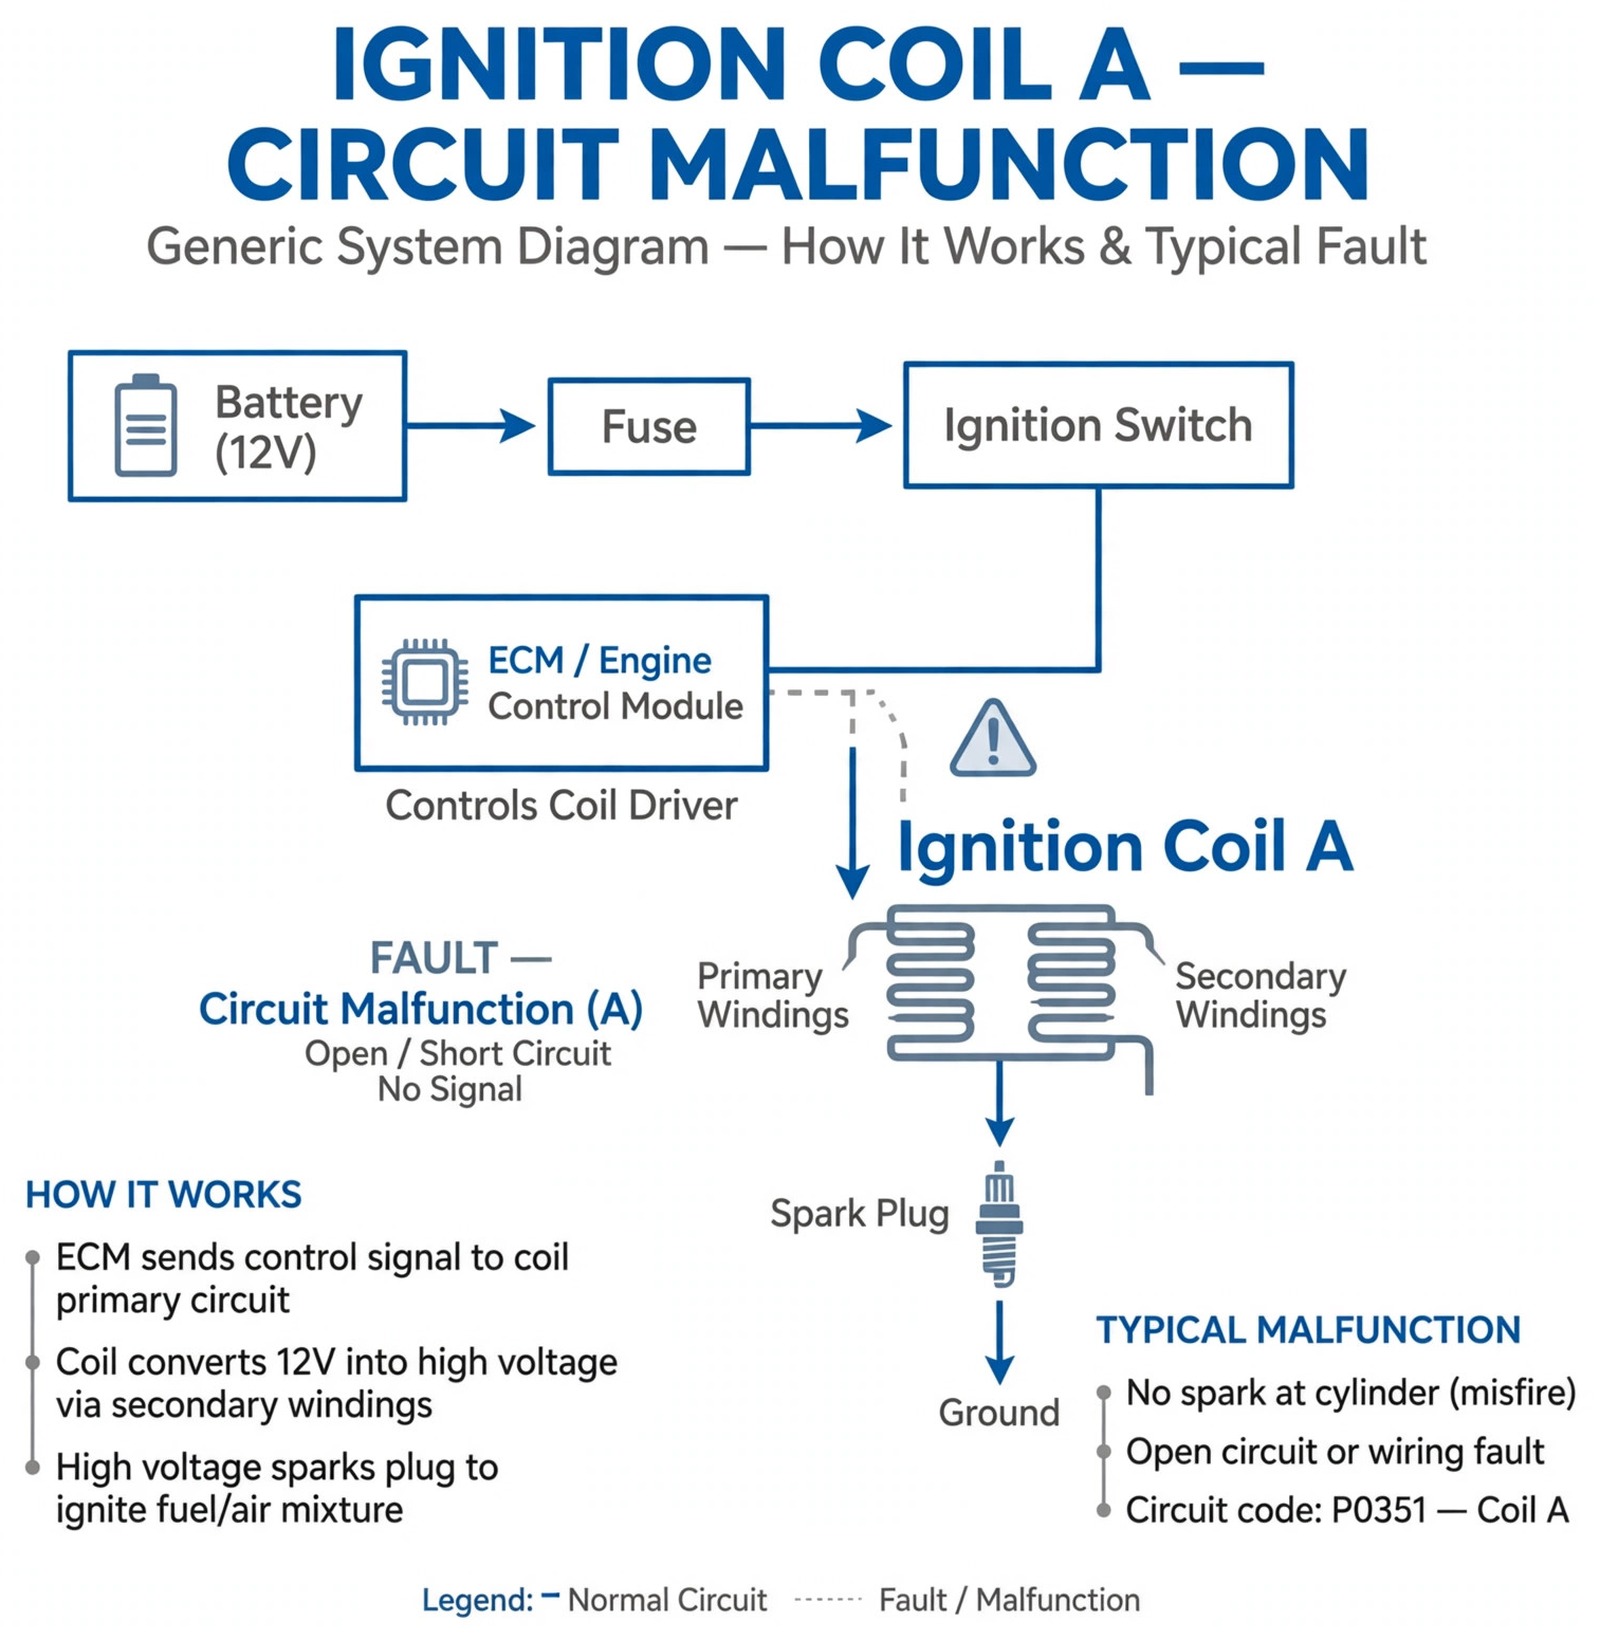 IGNITION COIL A —
CIRCUIT MALFUNCTION
Generic System Diagram — How It Works & Typical Fault
Battery
(12V)
Fuse
Ignition Switch
ECM / Engine
Control Module
Controls Coil Driver
Ignition Coil A
Primary
Windings
Secondary
Windings
FAULT —
Circuit Malfunction (A)
Open / Short Circuit
No Signal
Spark Plug
Ground
HOW IT WORKS
ECM sends control signal to coil
primary circuit
Coil converts 12V into high voltage
via secondary windings
High voltage sparks plug to
ignite fuel/air mixture
TYPICAL MALFUNCTION
No spark at cylinder (misfire)
Open circuit or wiring fault
Circuit code: P0351 — Coil A
Legend: Normal Circuit Fault / Malfunction